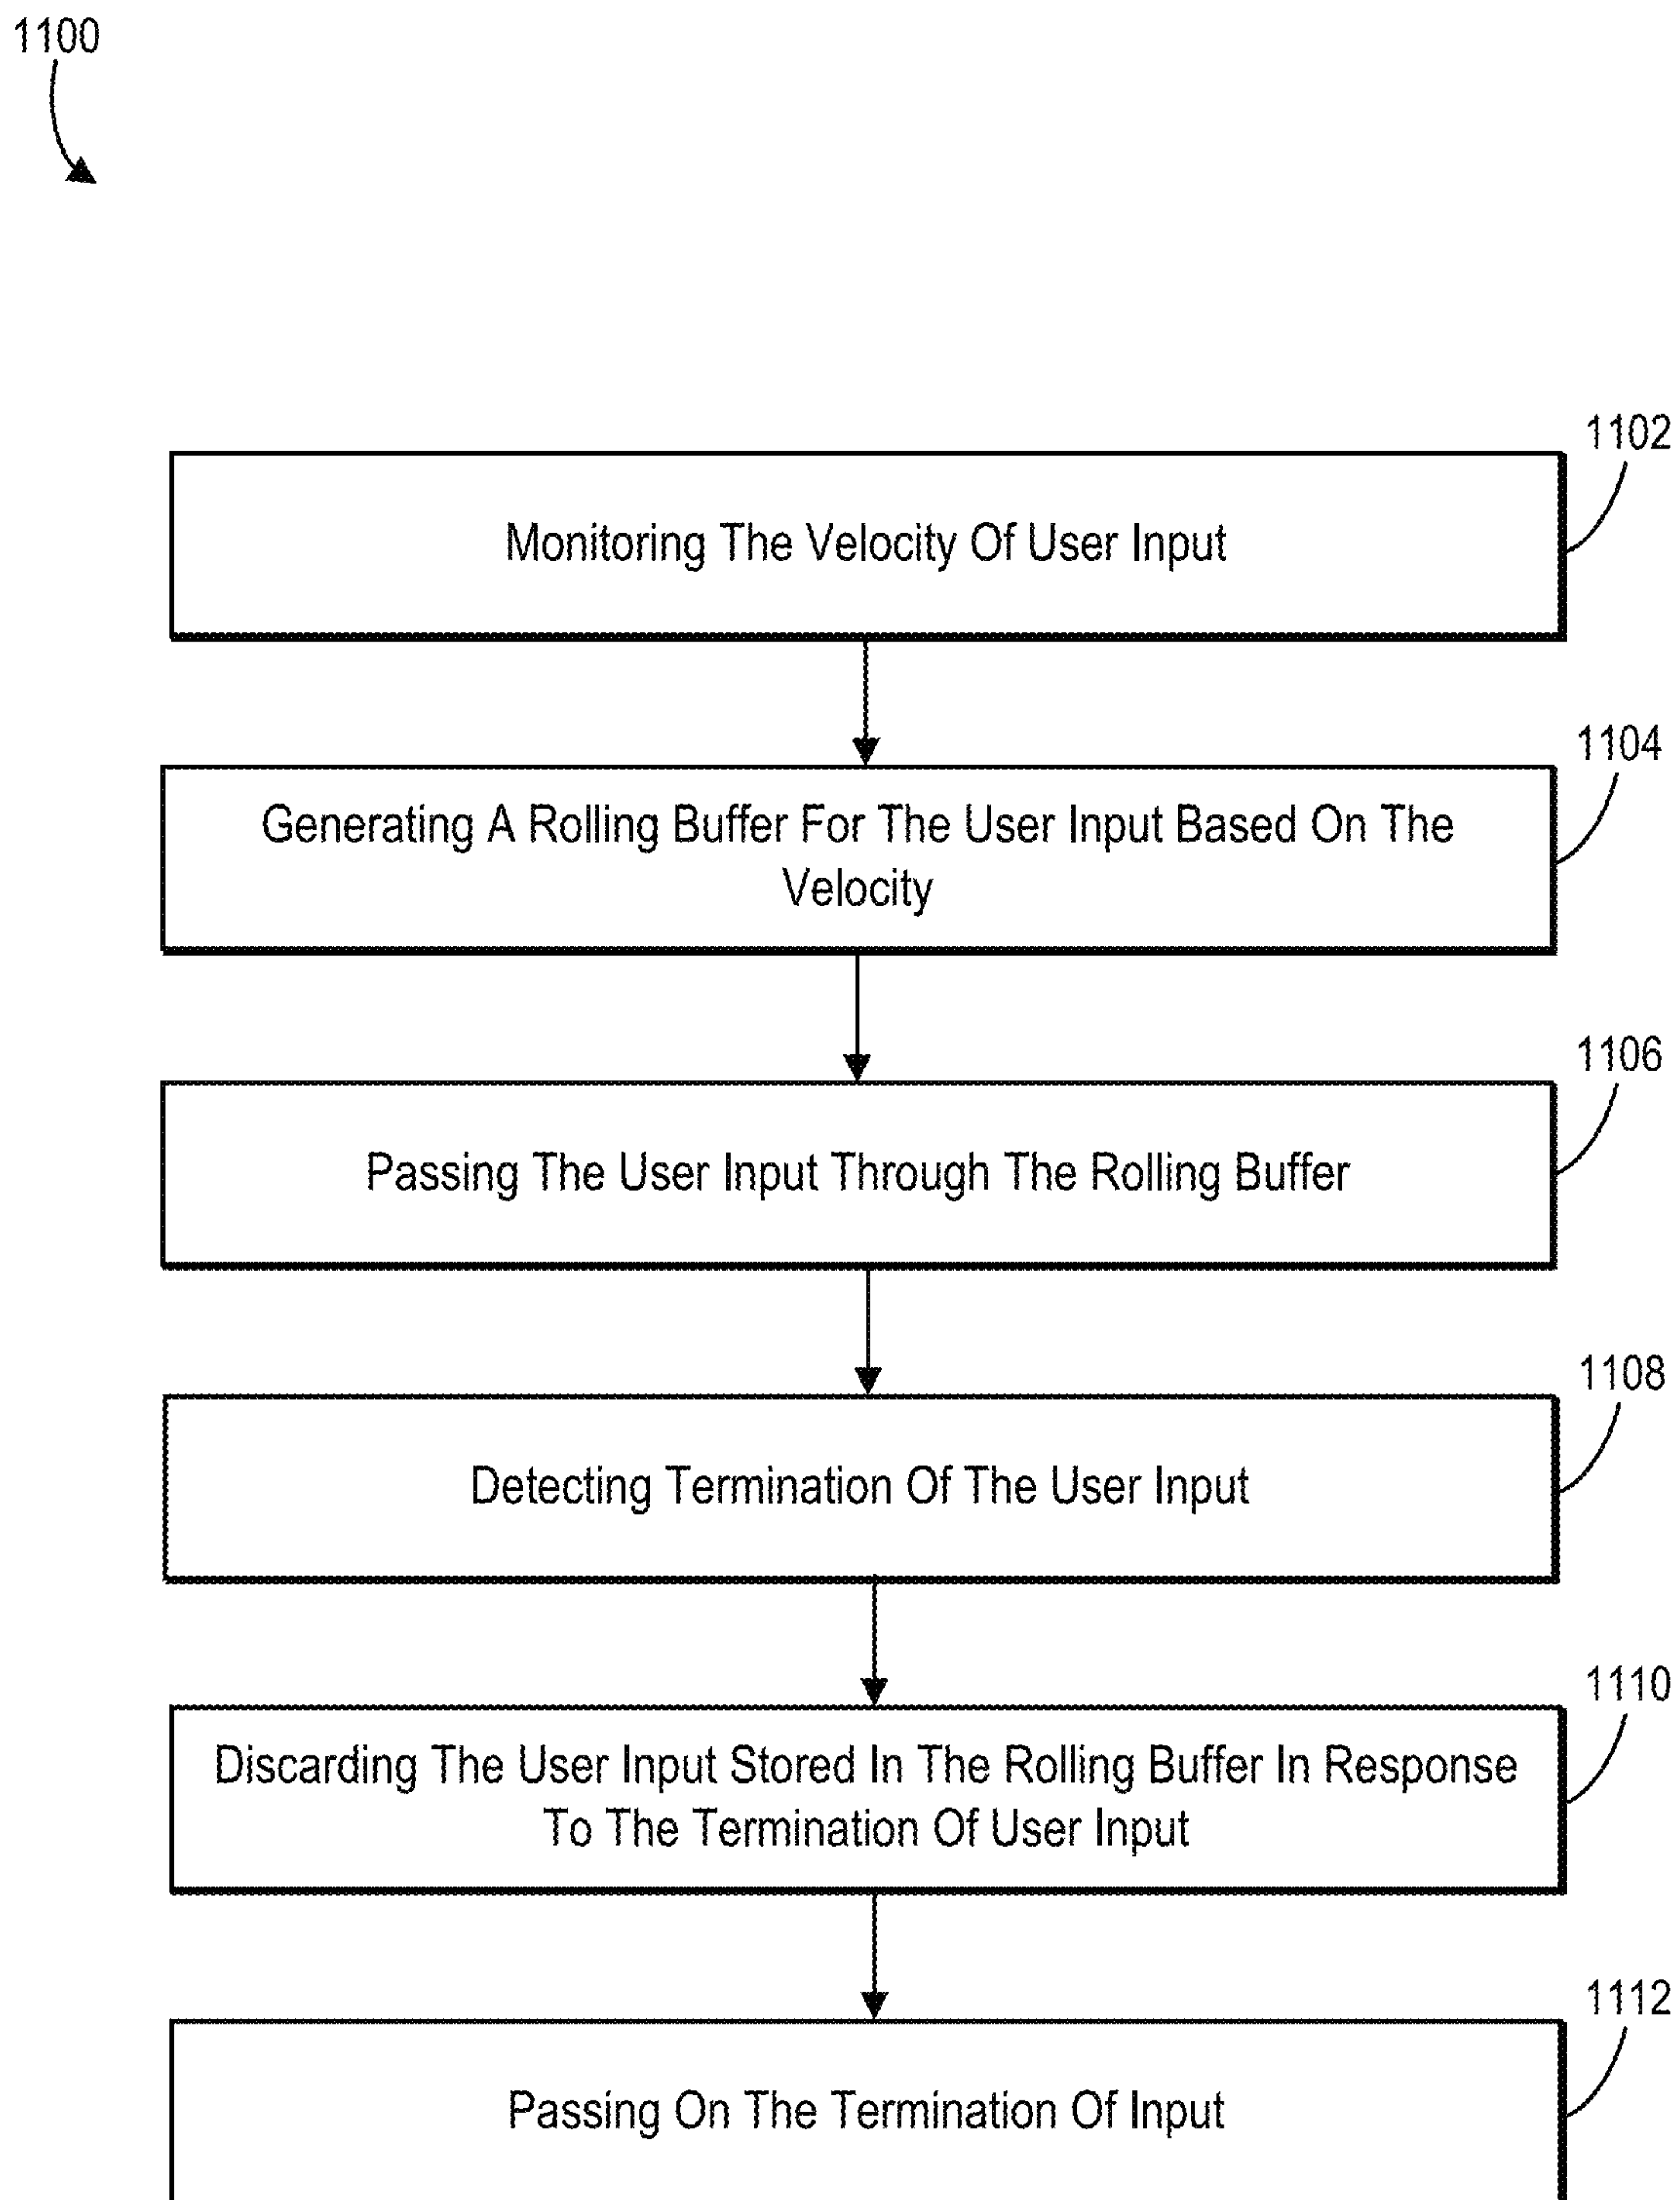 1100
1102
Monitoring The Velocity Of User Input
1104
Generating A Rolling Buffer For The User Input Based On The
Velocity
1106
Passing The User Input Through The Rolling Buffer
1108
Detecting Termination Of The User Input
1110
Discarding The User Input Stored In The Rolling Buffer In Response
To The Termination Of User Input
1112
Passing On The Termination Of Input